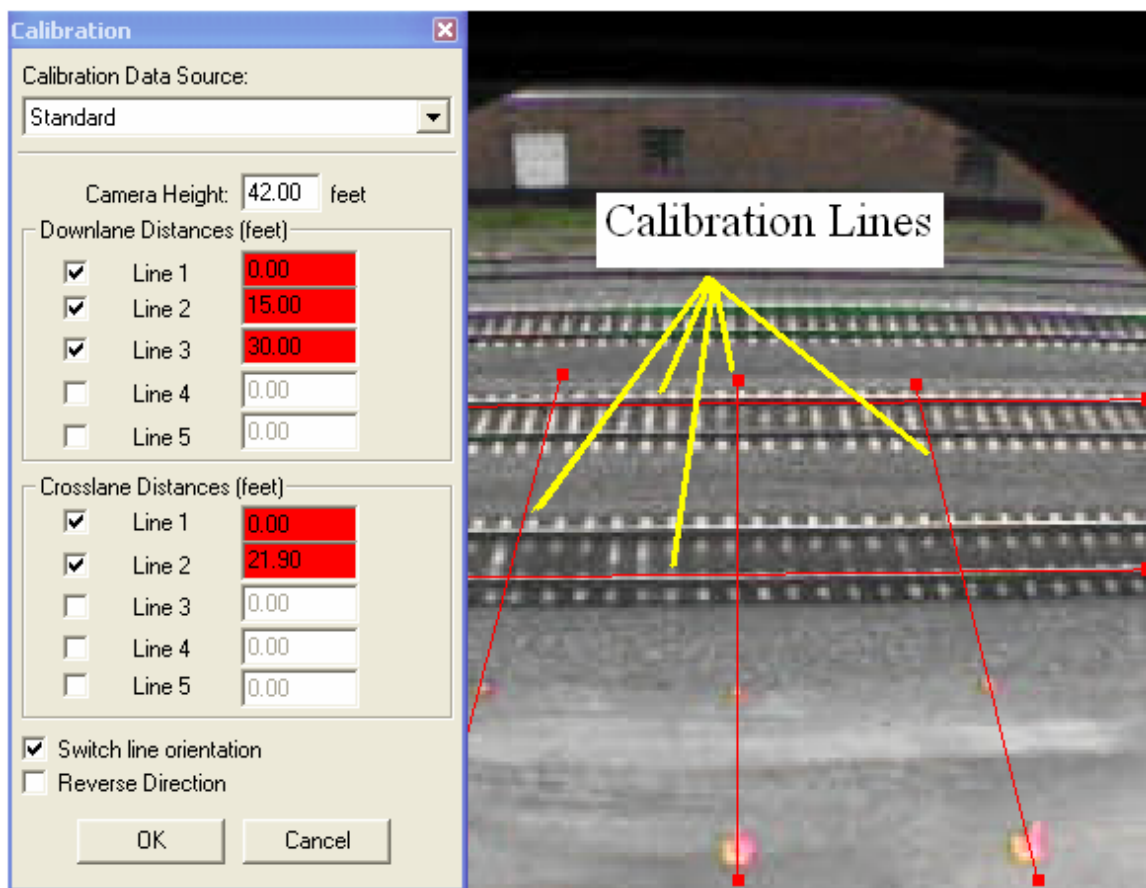 Calibration
Calibration Data Source:
Standard
Camera Height: 42.00 feet
Downlane Distances (feet)
Line 1 0.00
Line 2 15.00
Line 3 30.00
Line 4 0.00
Line 5 0.00
Crosslane Distances (feet)
Line 1 0.00
Line 2 21.90
Line 3 0.00
Line 4 0.00
Line 5 0.00
Switch line orientation
Reverse Direction
OK Cancel
Calibration Lines